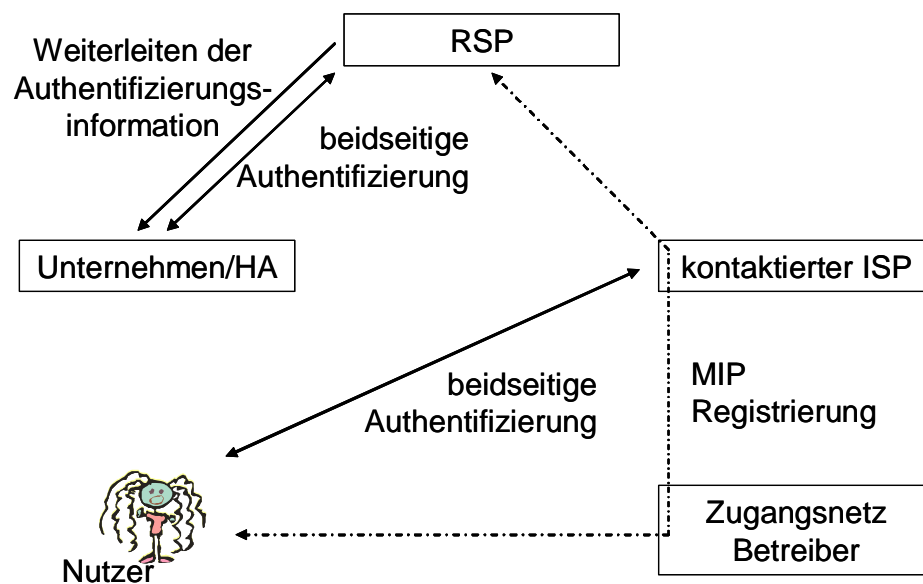 Weiterleiten der
Authentifizierungs-
information
RSP
beidseitige
Authentifizierung
Unternehmen/HA
kontaktierter ISP
beidseitige
Authentifizierung
MIP
Registrierung
Zugangsnetz
Betreiber
Nutzer